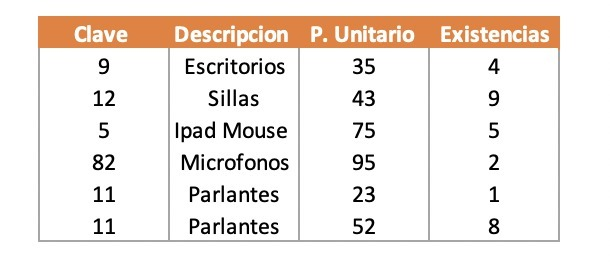 Clave Descripcion P. Unitario Existencias
9 Escritorios 35 4
12 Sillas 43 9
5 Ipad Mouse 75 5
82 Microfonos 95 2
11 Parlantes 23 1
11 Parlantes 52 8